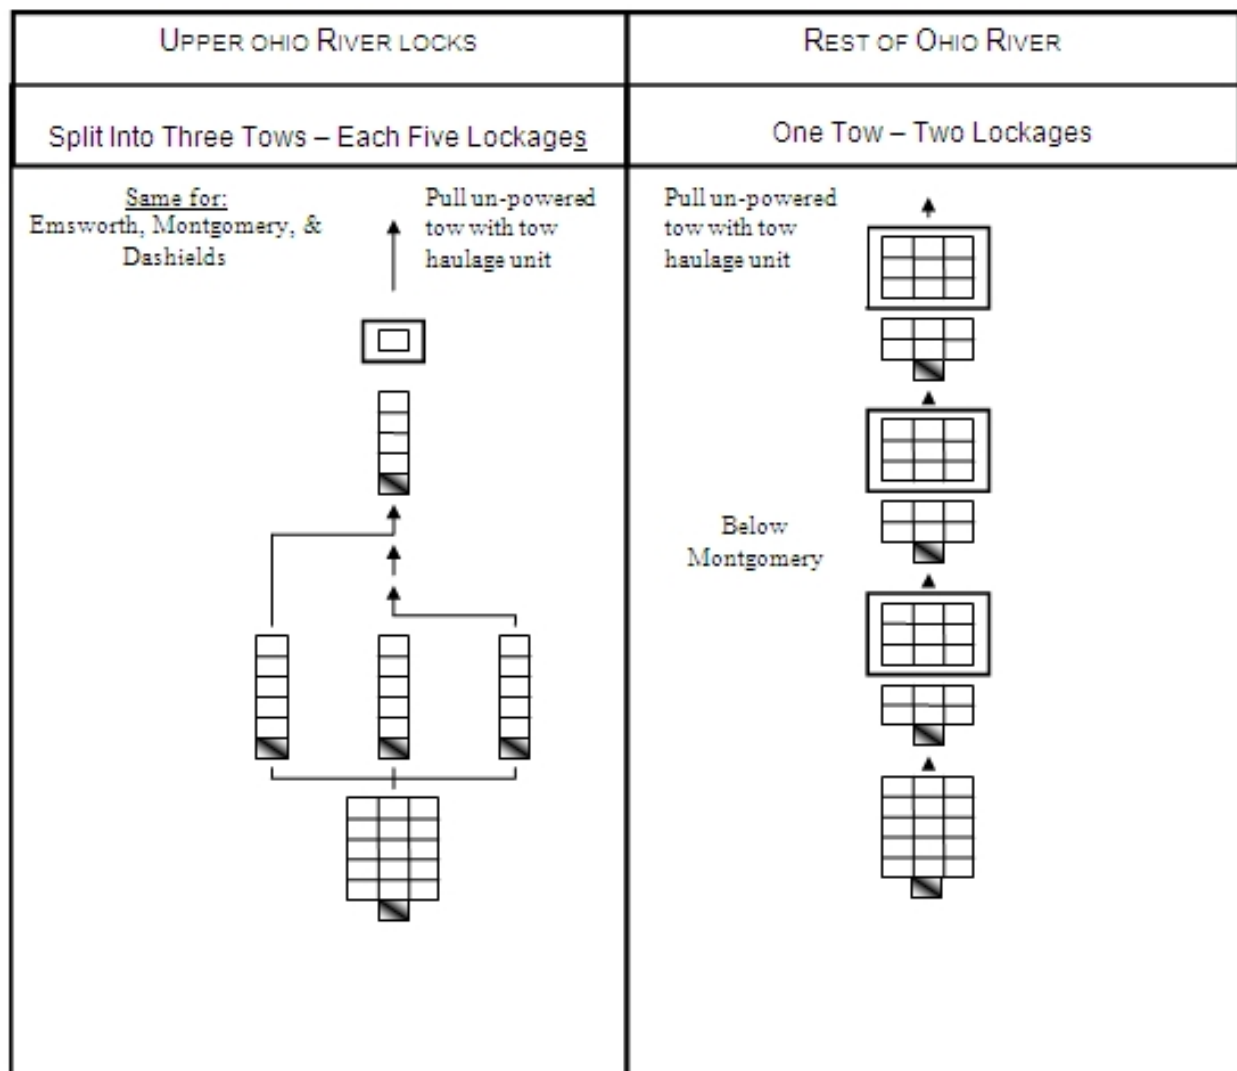 UPPER OHIO RIVER LOCKS
REST OF OHIO RIVER
Split Into Three Tows – Each Five Lockages
One Tow – Two Lockages
Same for:
Emsworth, Montgomery, &
Dashields
Pull un-powered
tow with tow
haulage unit
Pull un-powered
tow with tow
haulage unit
Below
Montgomery